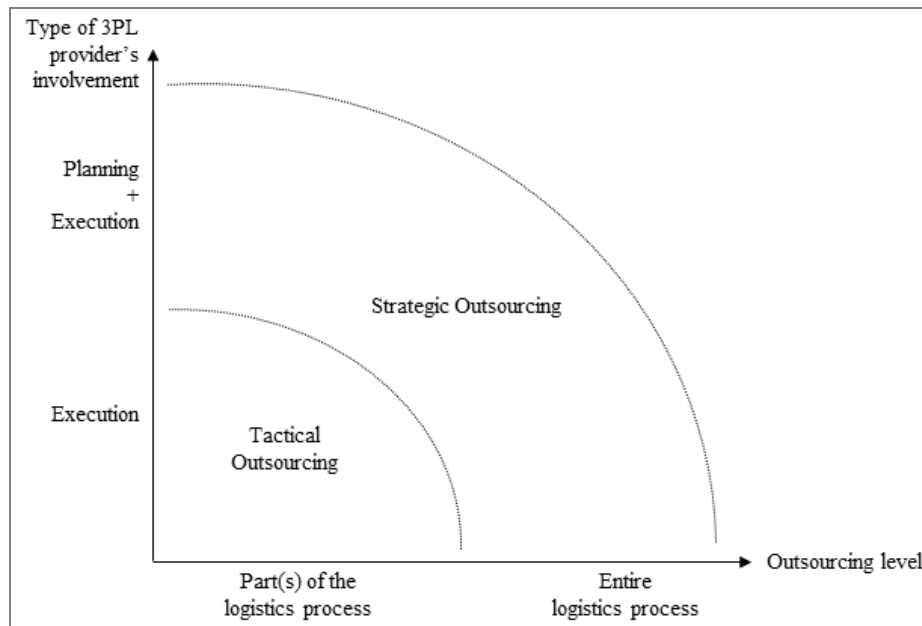 Type of 3PL
provider's
involvement
Planning
+
Execution
Strategic Outsourcing
Execution
Tactical
Outsourcing
Outsourcing level
Part(s) of the
logistics process
Entire
logistics process